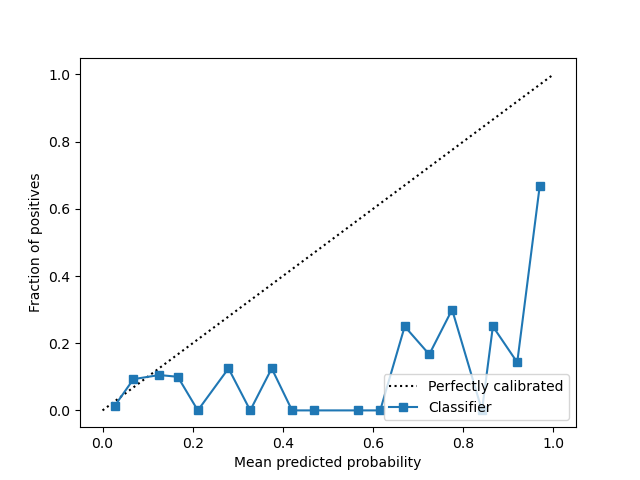 1.0
0.8
0.6
0.4
0.2
0.0
Fraction of positives
Perfectly calibrated
Classifier
0.0 0.2 0.4 0.6 0.8 1.0
Mean predicted probability